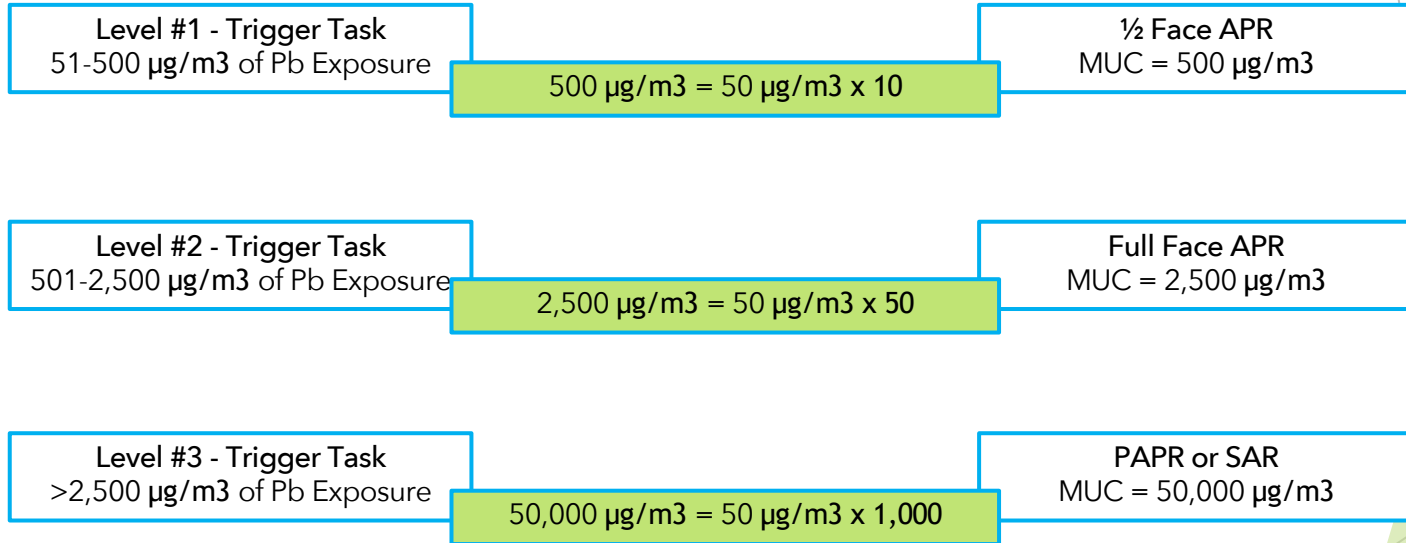 Level #1 - Trigger Task
51-500 µg/m3 of Pb Exposure
500 µg/m3 = 50 µg/m3 x 10
½ Face APR
MUC = 500 µg/m3
Level #2 - Trigger Task
501-2,500 µg/m3 of Pb Exposure
2,500 µg/m3 = 50 µg/m3 x 50
Full Face APR
MUC = 2,500 µg/m3
Level #3 - Trigger Task
>2,500 µg/m3 of Pb Exposure
50,000 µg/m3 = 50 µg/m3 x 1,000
PAPR or SAR
MUC = 50,000 µg/m3